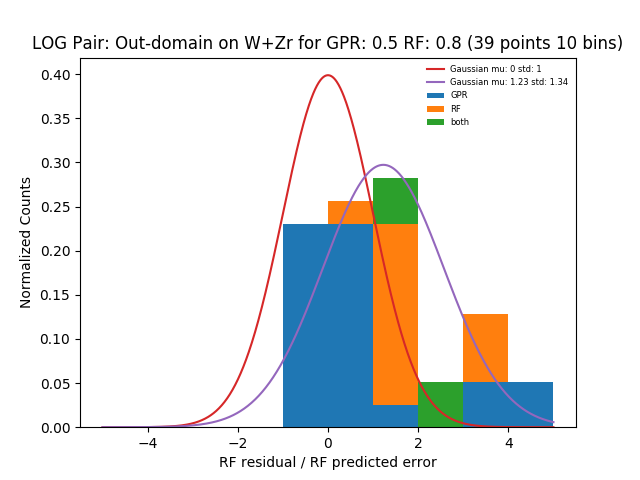 LOG Pair: Out-domain on W+Zr for GPR: 0.5 RF: 0.8 (39 points 10 bins)
Gaussian mu: 0 std: 1
Gaussian mu: 1.23 std: 1.34
GPR
RF
both
Normalized Counts
0.40
0.35
0.30
0.25
0.20
0.15
0.10
0.05
0.00
−4 −2 0 2 4
RF residual / RF predicted error